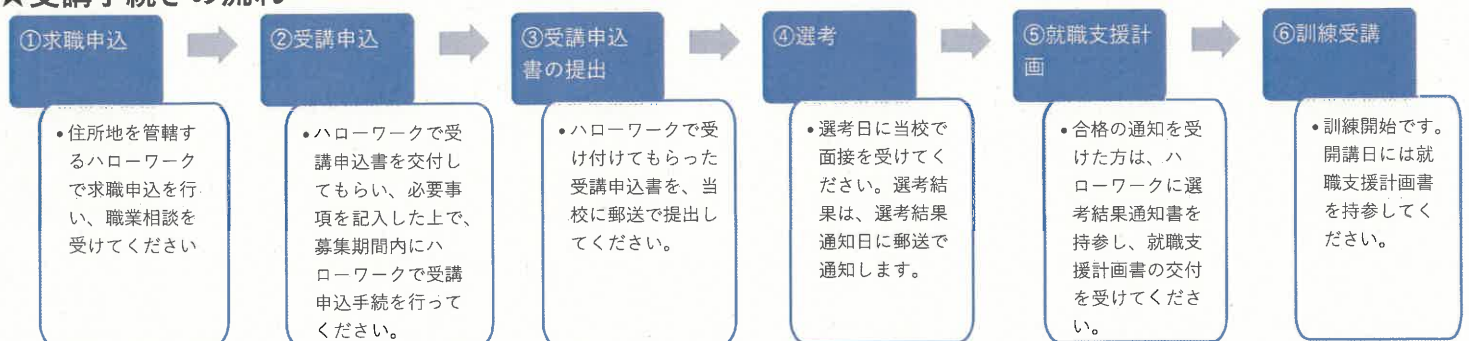 ★受講手続きの流れ
①求職申込
・住所地を管轄す
るハローワーク
で求職申込を行
い、職業相談を
受けてください
②受講申込
・ハローワークで受
講申込書を交付し
てもらい、必要事
項を記入した上で、
募集期間内にハ
ローワークで受講
申込手続を行って
ください。
③受講申込
書の提出
・ハローワークで受
け付けてもらった
受講申込書を、当
校に郵送で提出し
てください。
④選考
・選考日に当校で
面接を受けてく
ださい。選考結
果は、選考結果
通知日に郵送で
通知します。
⑤就職支援計
画
・合格の通知を受
けた方は、ハ
ローワークに選
考結果通知書を
持参し、就職支
援計画書の交付
を受けてくださ
い。
⑥訓練受講
・訓練開始です。
開講日には就
職支援計画書
を持参してく
ださい。